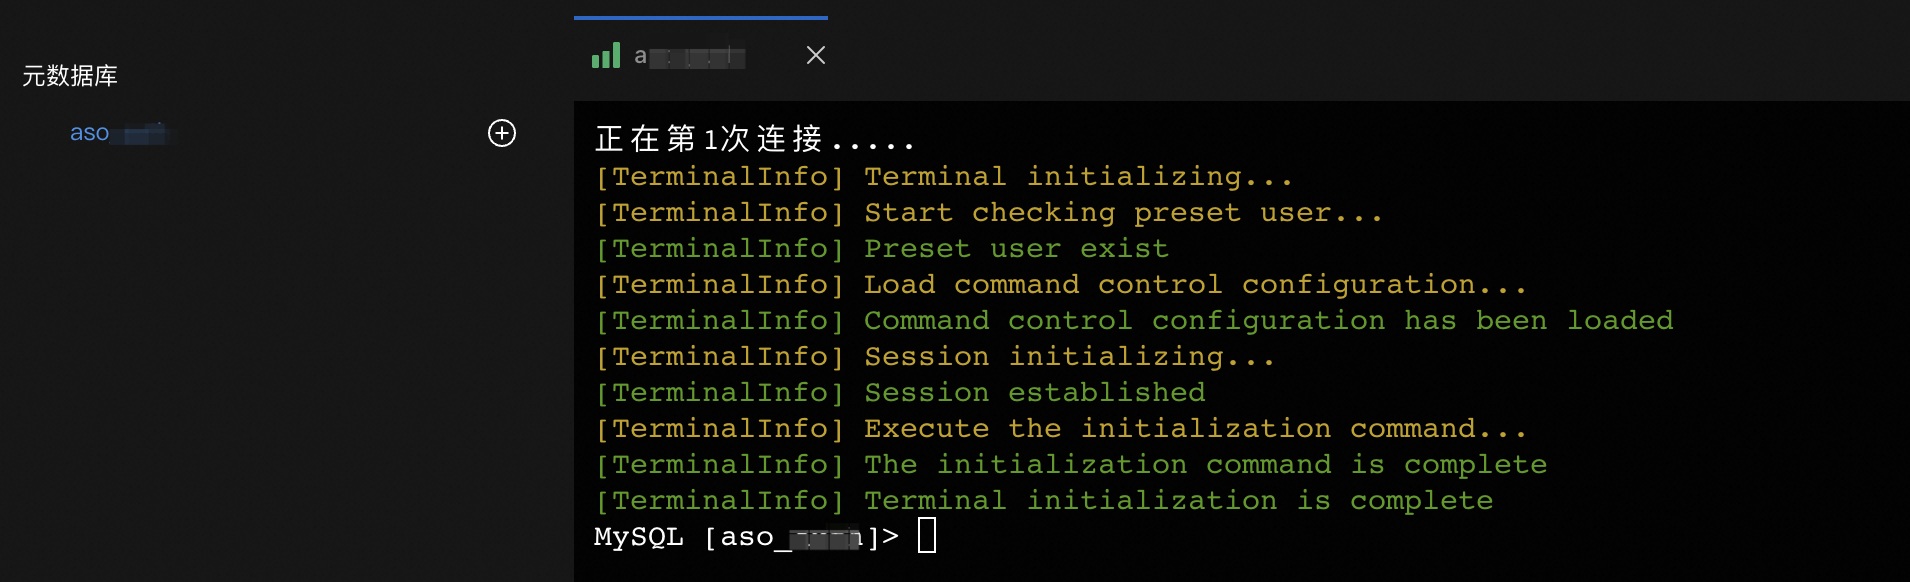 元数据库
aso
a
正在第1次连接.....
[TerminalInfo] Terminal initializing...
[TerminalInfo] Start checking preset user...
[TerminalInfo] Preset user exist
[TerminalInfo] Load command control configuration...
[TerminalInfo] Command control configuration has been loaded
[TerminalInfo] Session initializing...
[TerminalInfo] Session established
[TerminalInfo] Execute the initialization command...
[TerminalInfo] The initialization command is complete
[TerminalInfo] Terminal initialization is complete
MySQL [aso_]>